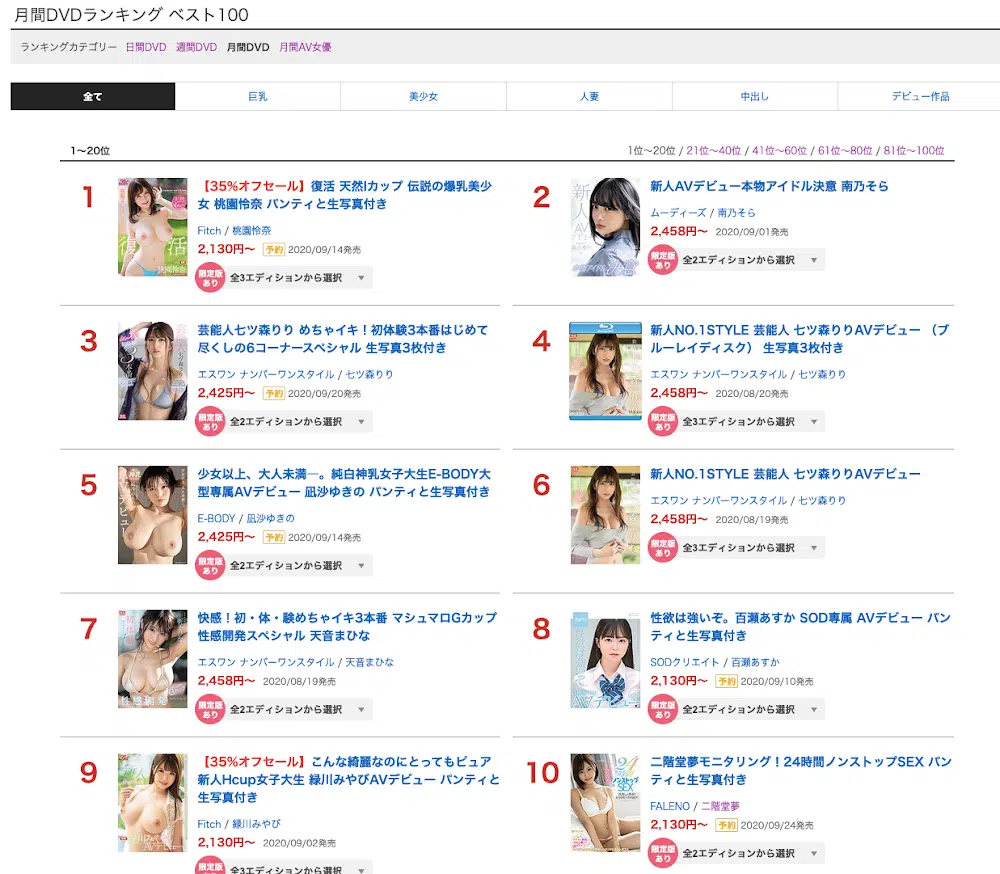 月間DVDランキング ベスト100
ランキングカテゴリー 日間DVD 週間DVD 月間DVD 月間AV女優
全て 巨乳 美少女 人妻 中出し デビュー作品
1〜20位
1位〜20位 / 21位〜40位 / 41位〜60位 / 61位〜80位 / 81位〜100位
1
【35%オフセール】復活 天然Iカップ 伝説の爆乳美少
女 桃園怜奈 パンティと生写真付き
Fitch / 桃園怜奈
2,130円〜 予約 2020/09/14発売
限定版
あり
全3エディションから選択
2
新人AVデビュー本物アイドル決意 南乃そら
ムーディーズ / 南乃そら
2,458円〜 2020/09/01発売
限定版
あり
全2エディションから選択
3
芸能人七ツ森りり めちゃイキ！初体験3本番はじめて
尽くしの6コーナースペシャル 生写真3枚付き
エスワン ナンバーワンスタイル / 七ツ森りり
2,425円〜 予約 2020/09/20発売
限定版
あり
全2エディションから選択
4
新人NO.1STYLE 芸能人 七ツ森りりAVデビュー （ブ
ルーレイディスク） 生写真3枚付き
エスワン ナンバーワンスタイル / 七ツ森りり
2,458円〜 2020/08/20発売
限定版
あり
全3エディションから選択
5
少女以上、大人未満―。純白神乳女子大生E-BODY大
型専属AVデビュー 凪沙ゆきの パンティと生写真付き
E-BODY / 凪沙ゆきの
2,425円〜 予約 2020/09/14発売
限定版
あり
全2エディションから選択
6
新人NO.1STYLE 芸能人 七ツ森りりAVデビュー
エスワン ナンバーワンスタイル / 七ツ森りり
2,458円〜 2020/08/19発売
限定版
あり
全3エディションから選択
7
快感！初・体・験めちゃイキ3本番 マシュマロGカップ
性感開発スペシャル 天音まひな
エスワン ナンバーワンスタイル / 天音まひな
2,458円〜 2020/08/19発売
限定版
あり
全2エディションから選択
8
性欲は強いぞ。百瀬あすか SOD専属 AVデビュー パン
ティと生写真付き
SODクリエイト / 百瀬あすか
2,130円〜 予約 2020/09/10発売
限定版
あり
全2エディションから選択
9
【35%オフセール】こんな綺麗なのにとってもピュア
新人Hcup女子大生 緑川みやびAVデビュー パンティと
生写真付き
Fitch / 緑川みやび
2,130円〜 2020/09/02発売
限定版
あり
全3エディションから選択
10
二階堂夢モニタリング！24時間ノンストップSEX パン
ティと生写真付き
FALENO / 二階堂夢
2,130円〜 予約 2020/09/24発売
限定版
あり
全2エディションから選択